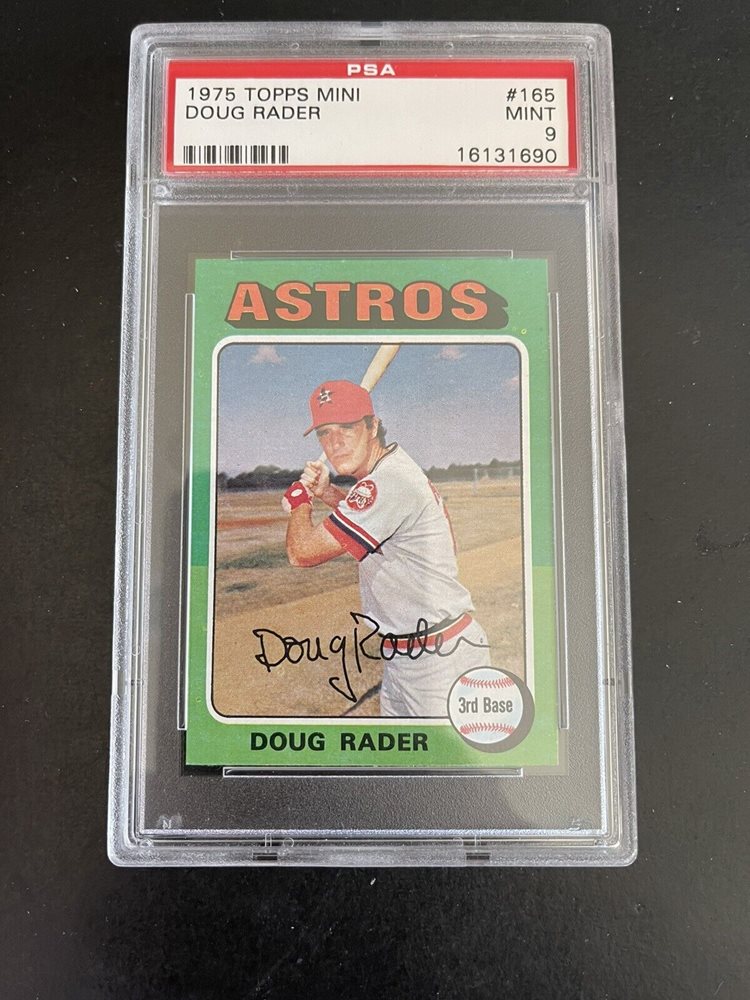 PSA
1975 TOPPS MINI #165
DOUG RADER MINT
9
16131690
ASTROS
Doug Rader
3rd Base
DOUG RADER